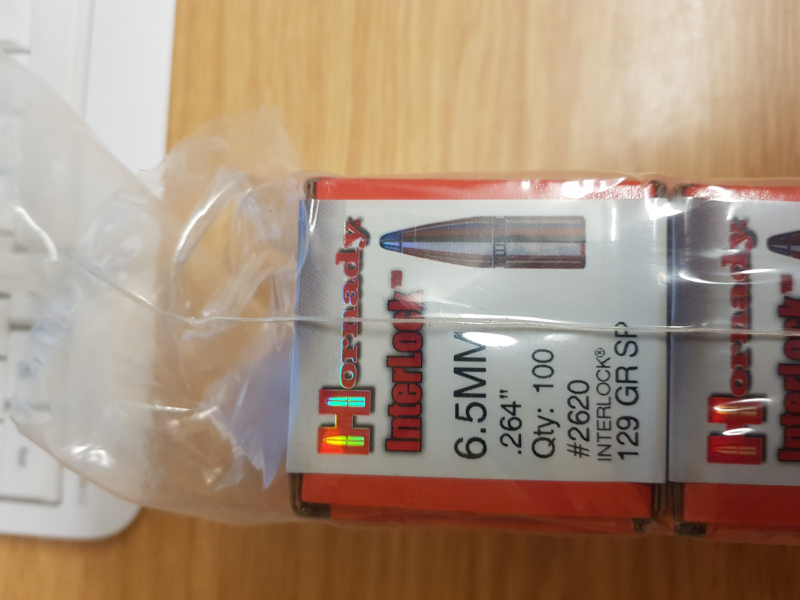 Hornady®
InterLock™
6.5MM
.264"
Qty: 100
#2620
INTERLOCK®
129 GR SP
Hornady®
InterLock